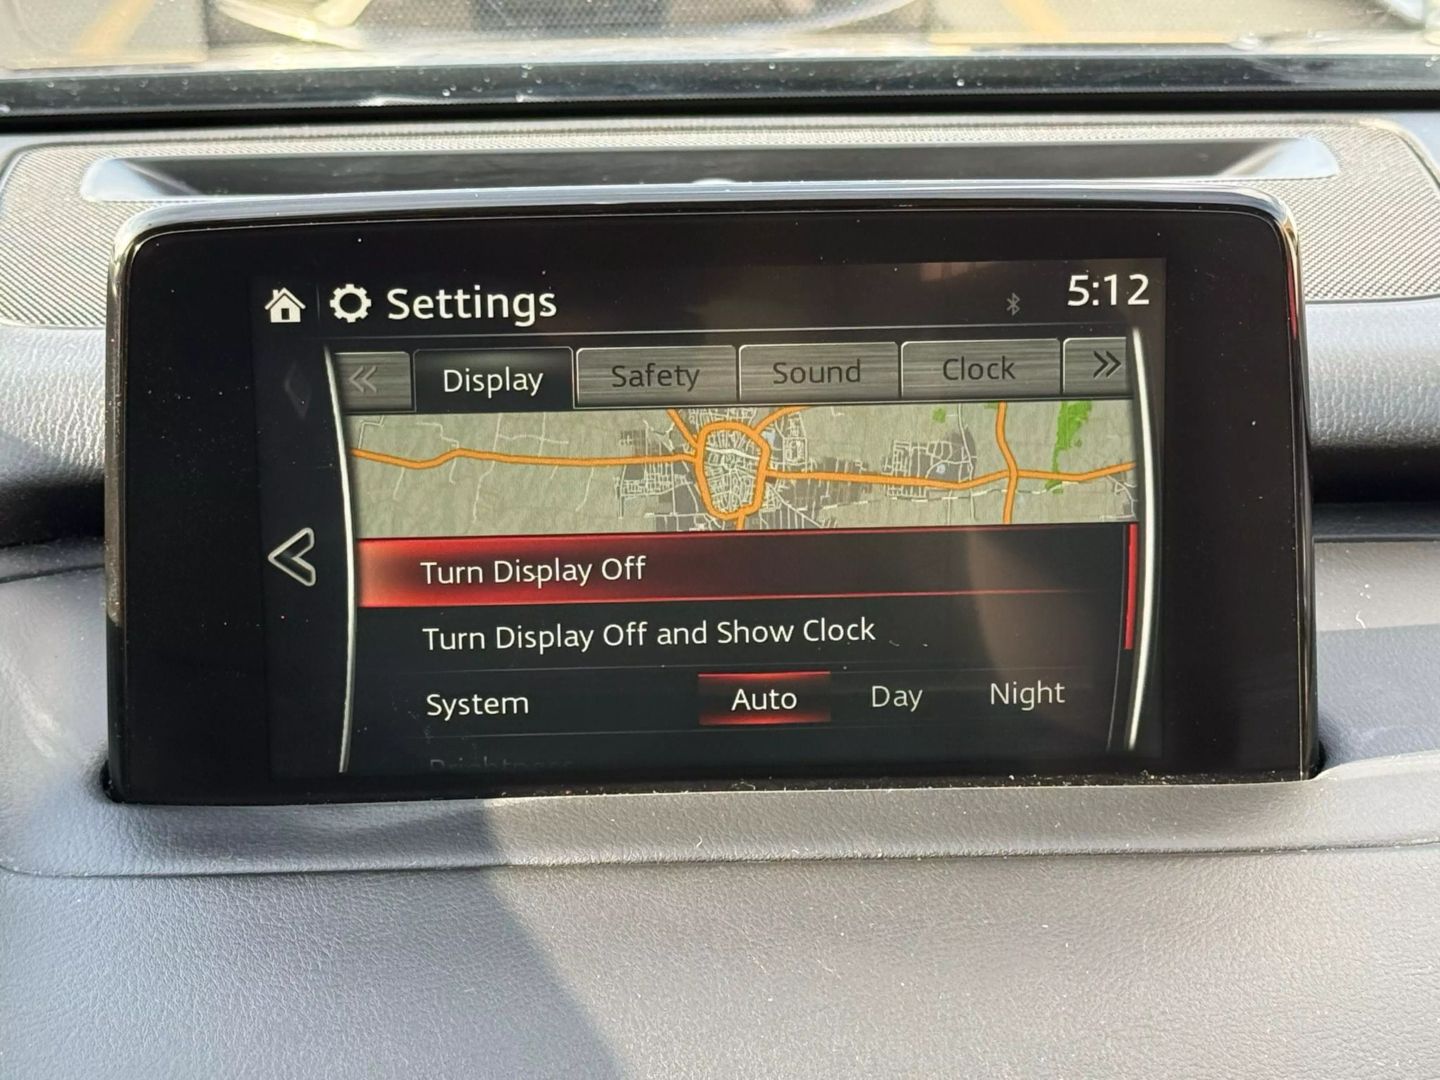 Settings
5:12
Display Safety Sound Clock
Turn Display Off
Turn Display Off and Show Clock
System Auto Day Night
Brightness